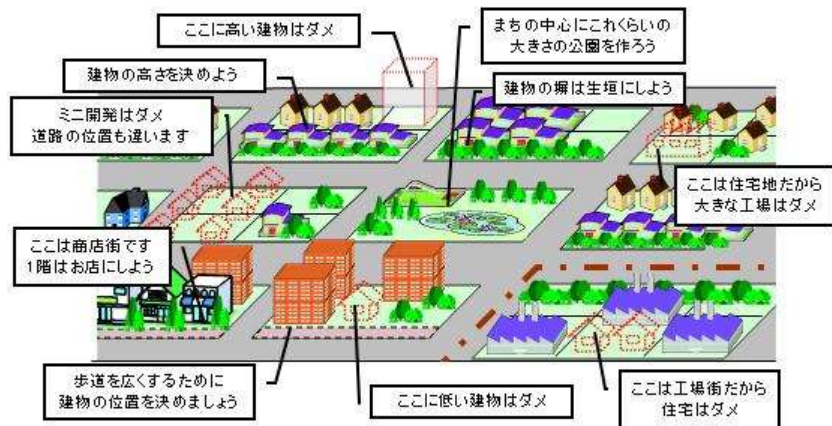 ここに高い建物はダメ
まちの中心にこれくらいの
大きさの公園を作ろう
建物の高さを決めよう
建物の塀は生垣にしよう
ミニ開発はダメ
道路の位置も違います
ここは住宅地だから
大きな工場はダメ
ここは商店街です
1階はお店にしよう
歩道を広くするために
建物の位置を決めましょう
ここに低い建物はダメ
ここは工場街だから
住宅はダメ